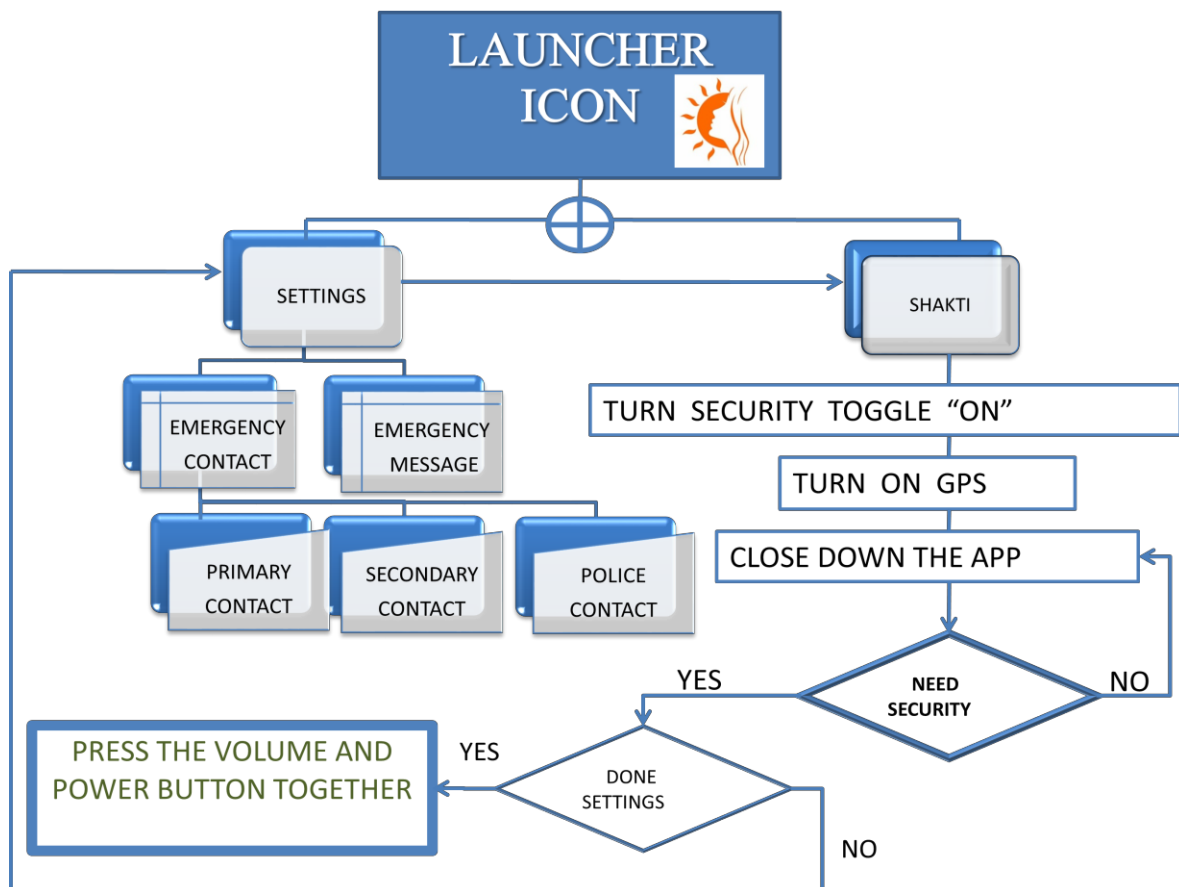 LAUNCHER
ICON
SETTINGS
SHAKTI
EMERGENCY
CONTACT
EMERGENCY
MESSAGE
TURN SECURITY TOGGLE “ON”
TURN ON GPS
CLOSE DOWN THE APP
PRIMARY
CONTACT
SECONDARY
CONTACT
POLICE
CONTACT
NEED
SECURITY
YES
NO
DONE
SETTINGS
YES
NO
PRESS THE VOLUME AND
POWER BUTTON TOGETHER